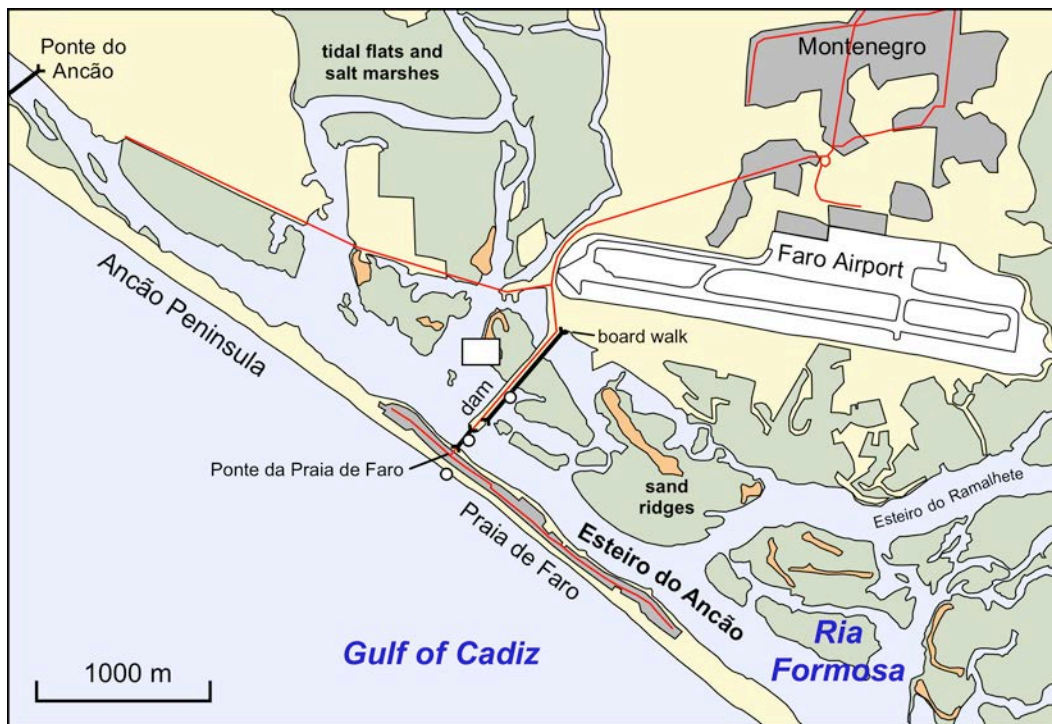 Ponte do
Ancão
tidal flats and
salt marshes
Montenegro
Faro Airport
Ancão Peninsula
board walk
dam
Ponte da Praia de Faro
sand
ridges
Esteiro do Ramalhete
Praia de Faro
Esteiro do Ancão
Ria
Formosa
Gulf of Cadiz
1000 m